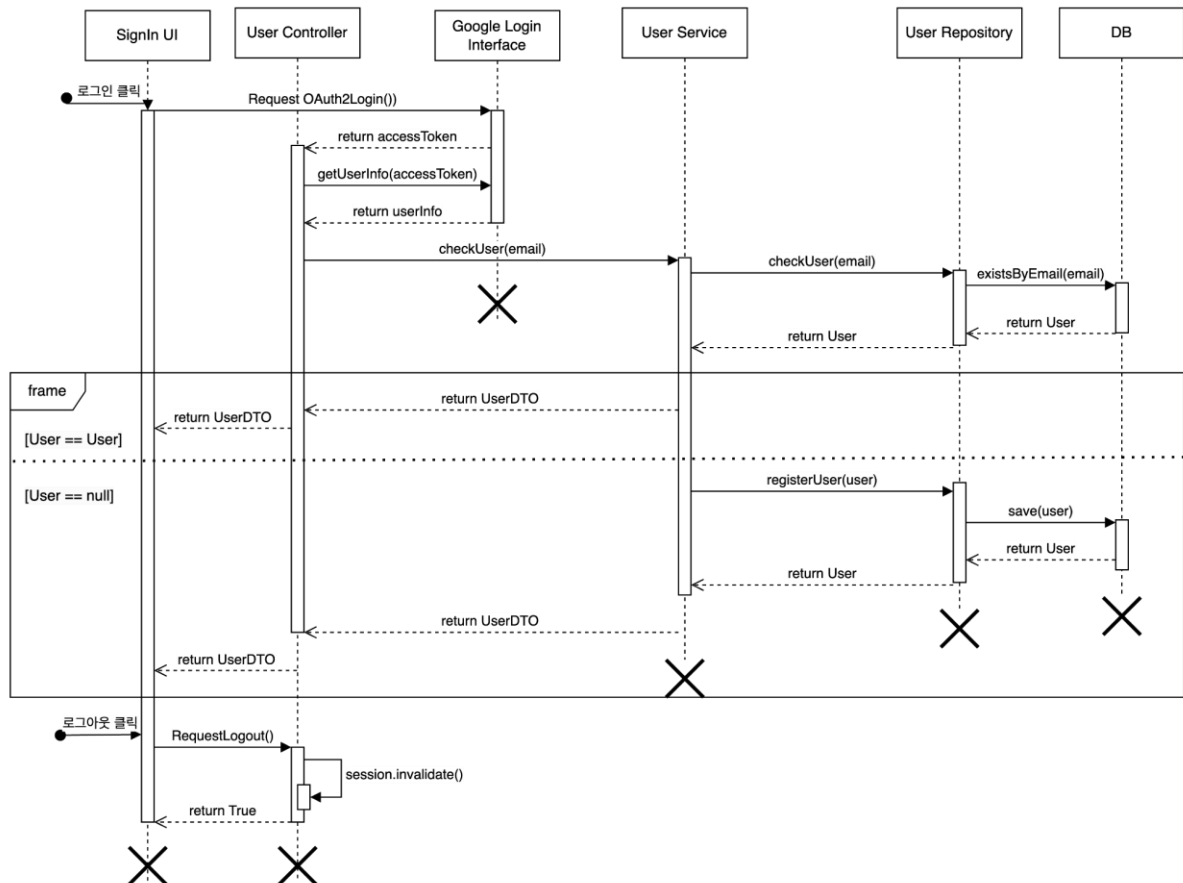 SignIn UI
User Controller
Google Login
Interface
User Service
User Repository
DB
로그인 클릭
Request OAuth2Login())
return accessToken
getUserInfo(accessToken)
return userInfo
checkUser(email)
checkUser(email)
existsByEmail(email)
return User
return User
frame
return UserDTO
return UserDTO
[User == User]
[User == null]
registerUser(user)
save(user)
return User
return User
return UserDTO
return UserDTO
로그아웃 클릭
RequestLogout()
session.invalidate()
return True